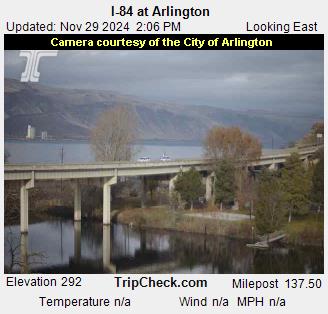 I-84 at Arlington
Updated: Nov 29 2024 2:06 PM Looking East
Camera courtesy of the City of Arlington
Elevation 292 TripCheck.com Milepost 137.50
Temperature n/a Wind n/a MPH n/a